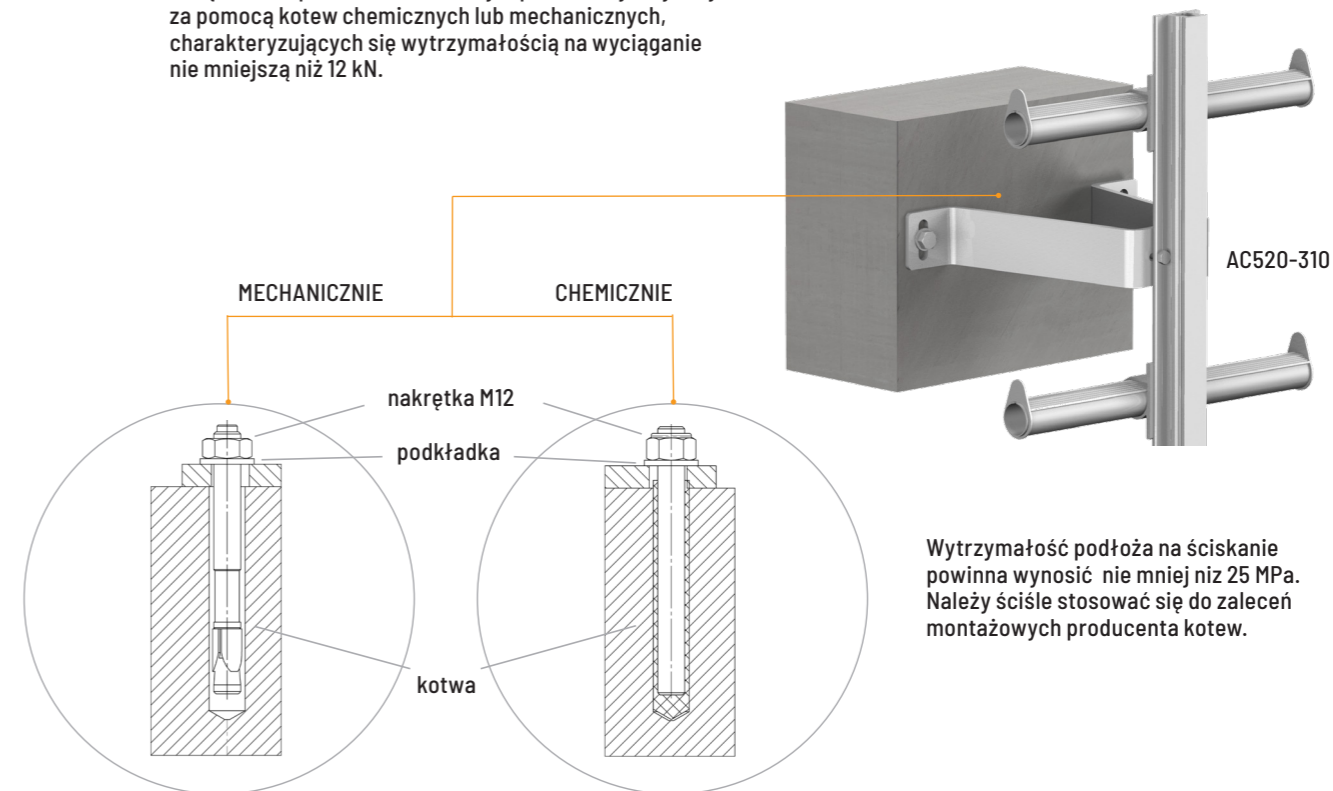 za pomocą kotew chemicznych lub mechanicznych,
charakteryzujących się wytrzymałością na wyciąganie
nie mniejszą niż 12 kN.
AC520-310
MECHANICZNIE
CHEMICZNIE
nakrętka M12
podkładka
kotwa
Wytrzymałość podłoża na ściskanie
powinna wynosić nie mniej niz 25 MPa.
Należy ściśle stosować się do zaleceń
montażowych producenta kotew.